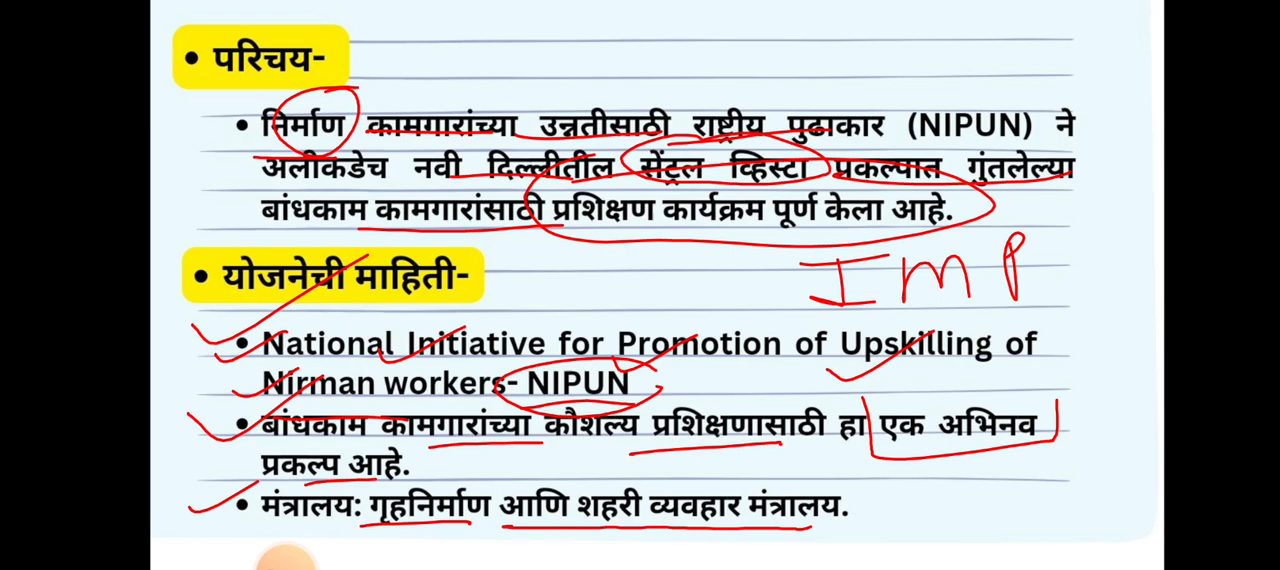 • परिचय-
• निर्माण कामगारांच्या उन्नतीसाठी राष्ट्रीय पुढाकार (NIPUN) ने
अलीकडेच नवी दिल्लीतील सेंट्रल व्हिस्टा प्रकल्पात गुंतलेल्या
बांधकाम कामगारांसाठी प्रशिक्षण कार्यक्रम पूर्ण केला आहे.
IMP
• योजनेची माहिती-
• National Initiative for Promotion of Upskilling of
Nirman workers- NIPUN
• बांधकाम कामगारांच्या कौशल्य प्रशिक्षणासाठी हा एक अभिनव
प्रकल्प आहे.
• मंत्रालय: गृहनिर्माण आणि शहरी व्यवहार मंत्रालय.